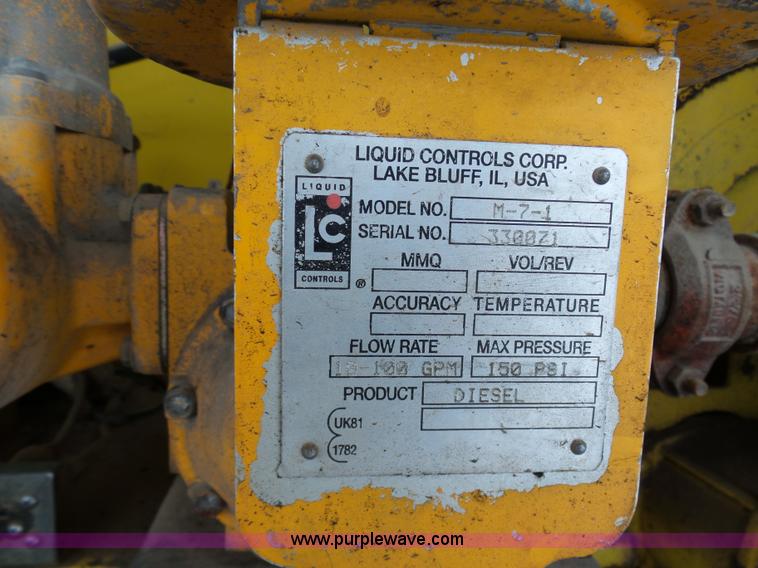 LIQUID CONTROLS CORP.
LAKE BLUFF, IL, USA
LIQUID
LC
CONTROLS
®
MODEL NO. M-7-1
SERIAL NO. 3300Z1
MMQ VOL/REV
ACCURACY TEMPERATURE
FLOW RATE MAX PRESSURE
-100 GPM 150 PSI
PRODUCT DIESEL
UK81
1782
www.purplewave.com